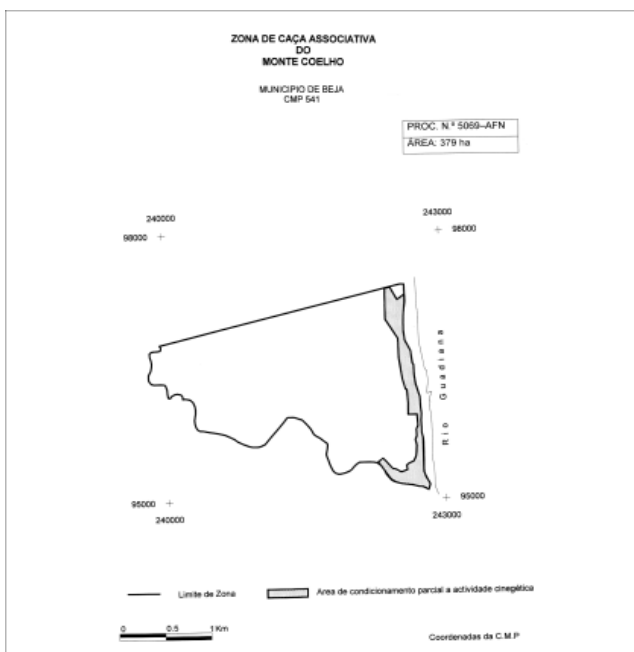 ZONA DE CAÇA ASSOCIATIVA
DO
MONTE COELHO
MUNICIPIO DE BEJA
CMP 541
PROC. N.º 5069–AFN
ÁREA: 379 ha
240000
98000
243000
98000
Rio Guadiana
95000
240000
95000
243000
Limite de Zona
Area de condicionamento parcial a actividade cinegética
0 0.5 1 Km
Coordenadas da C.M.P